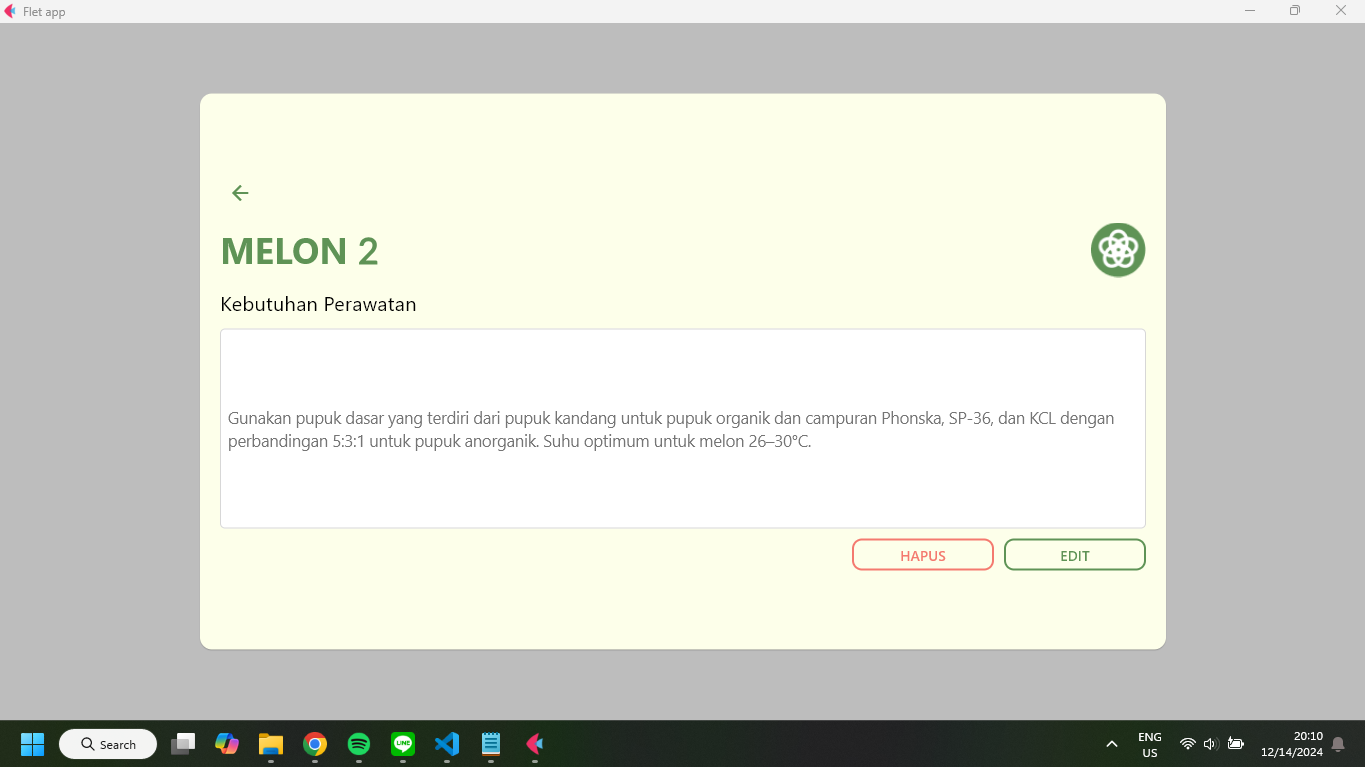 Flet app
MELON 2
Kebutuhan Perawatan
Gunakan pupuk dasar yang terdiri dari pupuk kandang untuk pupuk organik dan campuran Phonska, SP-36, dan KCL dengan
perbandingan 5:3:1 untuk pupuk anorganik. Suhu optimum untuk melon 26–30°C.
HAPUS
EDIT
Search
LINE
ENG
US
20:10
12/14/2024